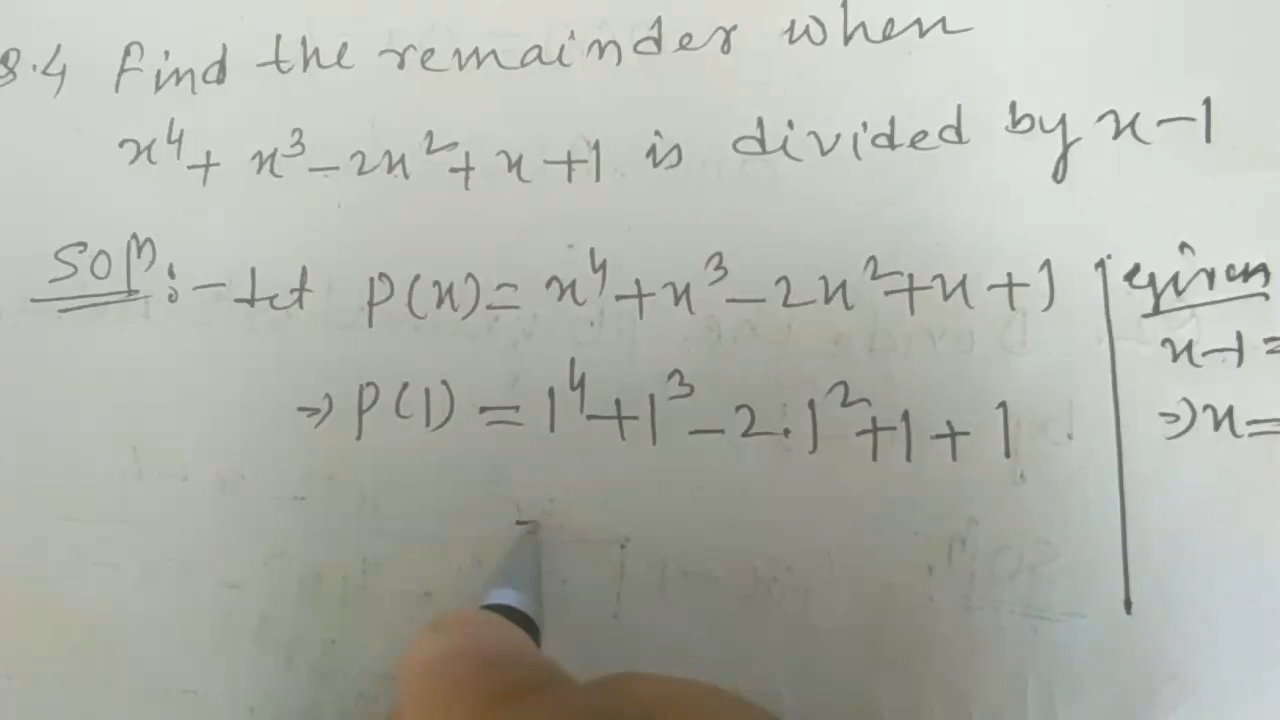 8.4 Find the remainder when
x⁴ + x³ - 2x² + x + 1 is divided by x - 1
Solⁿ :- Let P(x) = x⁴ + x³ - 2x² + x + 1
⇒ P(1) = 1⁴ + 1³ - 2.1² + 1 + 1
given
x - 1 =
⇒ x =